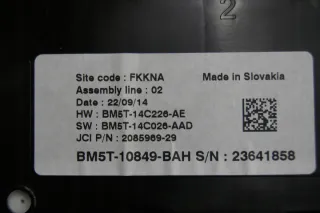 2
Site code : FKKNA Made in Slovakia
Assembly line : 02
Date : 22/09/14
HW : BM5T-14C226-AE
SW : BM5T-14C026-AAD
JCI P/N : 2085969-29
BM5T-10849-BAH S/N : 23641858